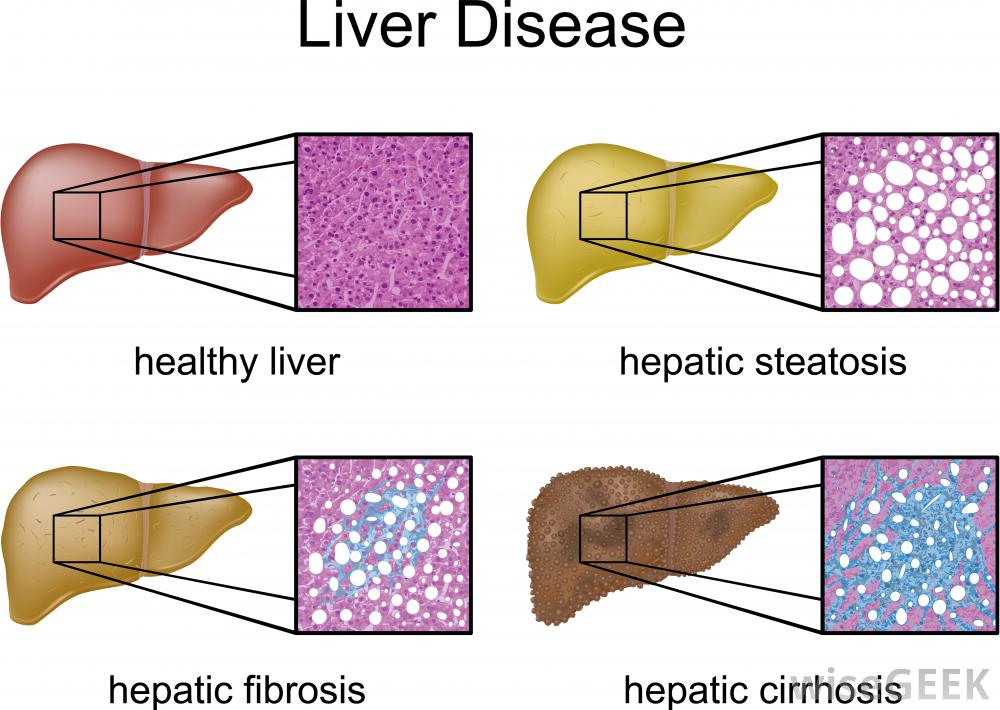 Liver Disease
healthy liver
hepatic steatosis
hepatic fibrosis
hepatic cirrhosis
wiseGEEK